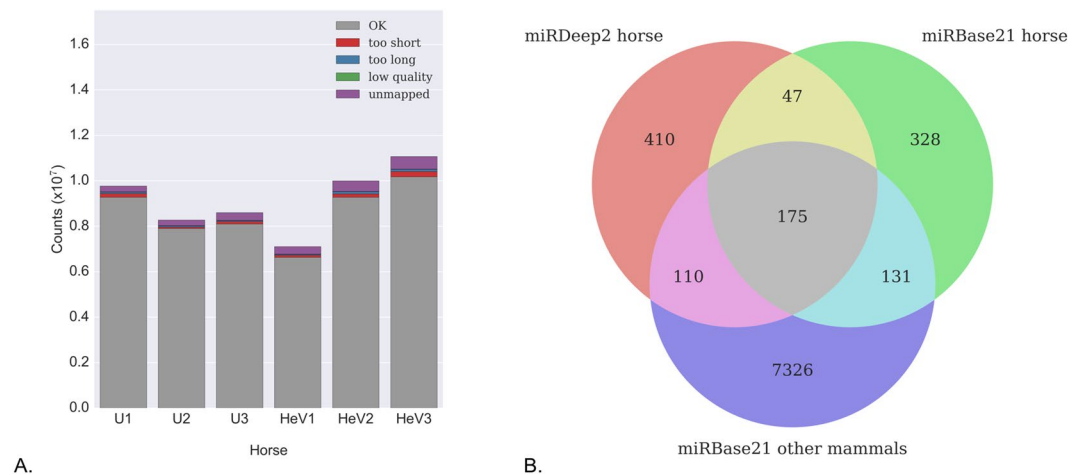 1.6
1.4
1.2
1.0
0.8
0.6
0.4
0.2
0.0
Counts (x10⁷)
OK
too short
too long
low quality
unmapped
U1 U2 U3 HeV1 HeV2 HeV3
Horse
A.
miRDeep2 horse
miRBase21 horse
47
410
328
175
110
131
7326
miRBase21 other mammals
B.